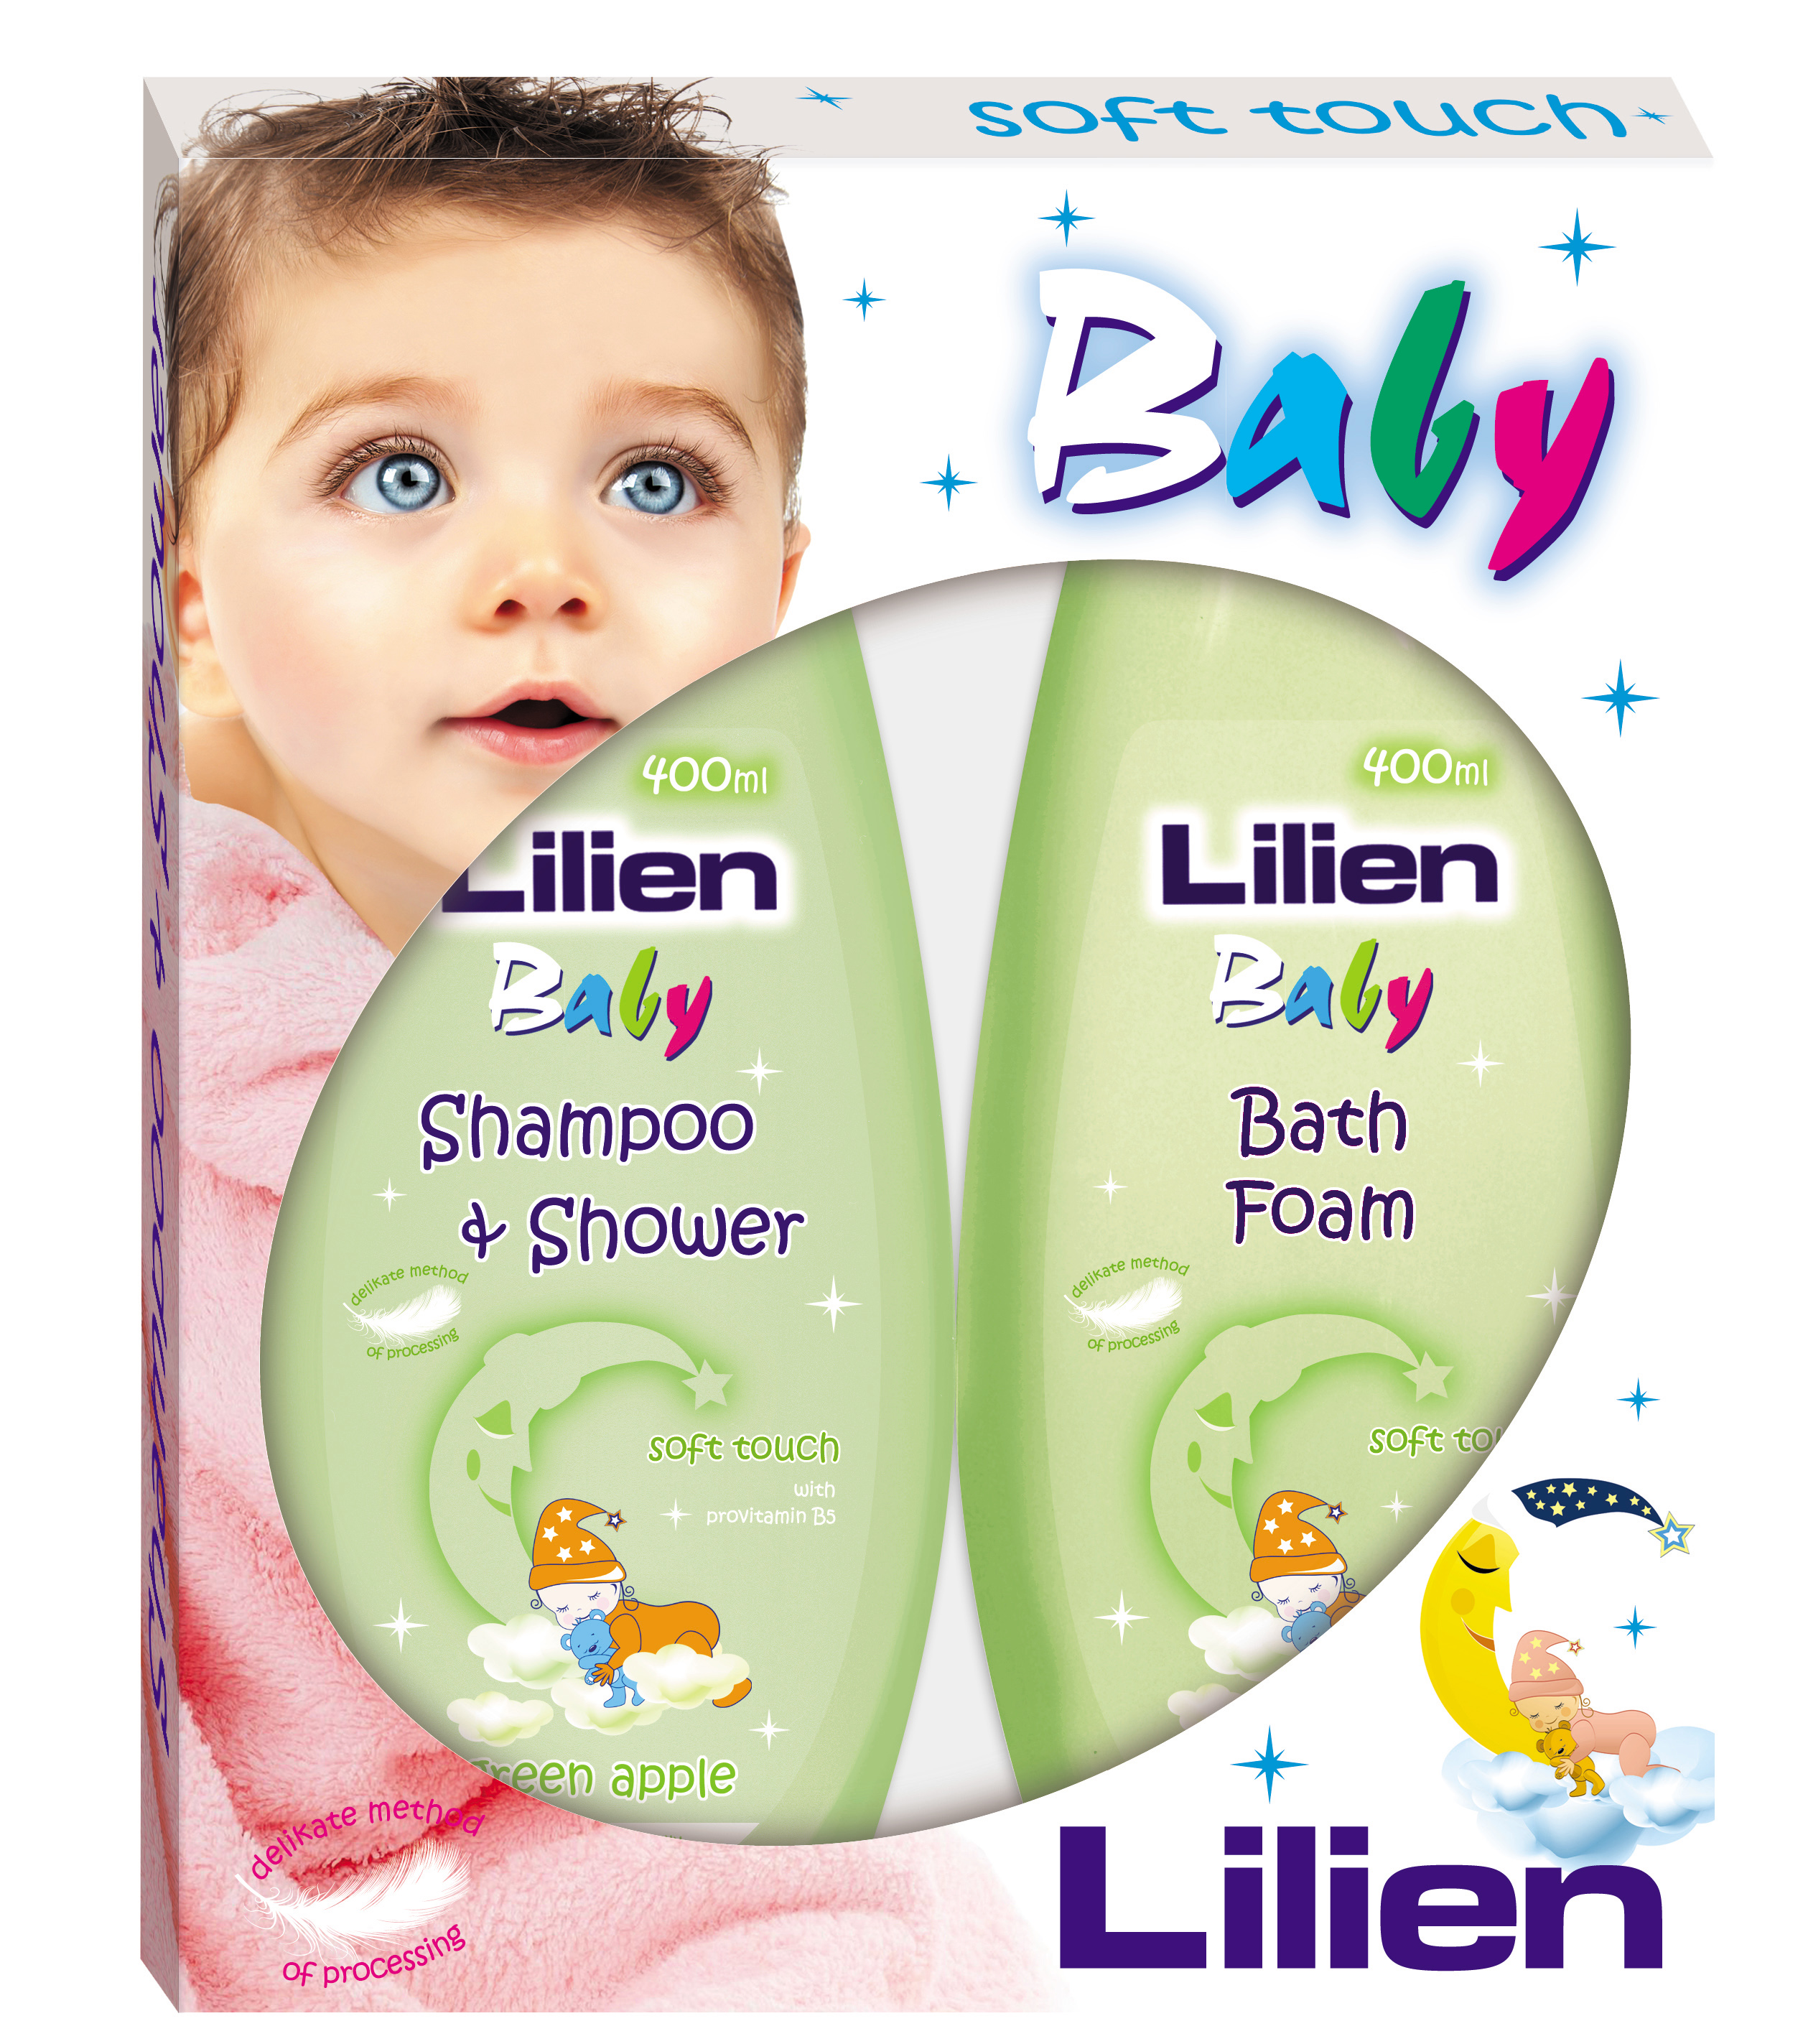 soft touch
Baby
400ml
Lilien
Baby
Shampoo
& Shower
delikate method
of processing
soft touch
with
provitamin B5
Green apple
400ml
Lilien
Baby
Bath
Foam
delikate method
of processing
soft tou
delikate method
of processing
Lilien